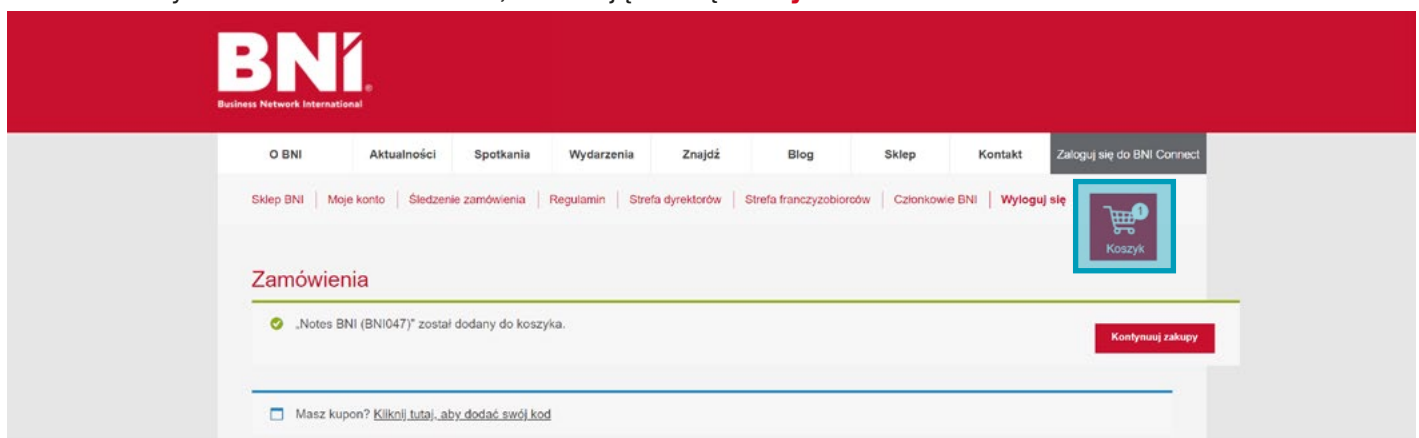 BNI®
Business Network International
O BNI Aktualności Spotkania Wydarzenia Znajdź Blog Sklep Kontakt Zaloguj się do BNI Connect
Sklep BNI | Moje konto | Śledzenie zamówienia | Regulamin | Strefa dyrektorów | Strefa franczyzobiorców | Członkowie BNI | Wyloguj się
1
Koszyk
Zamówienia
„Notes BNI (BNI047)” został dodany do koszyka.
Kontynuuj zakupy
Masz kupon? Kliknij tutaj, aby dodać swój kod